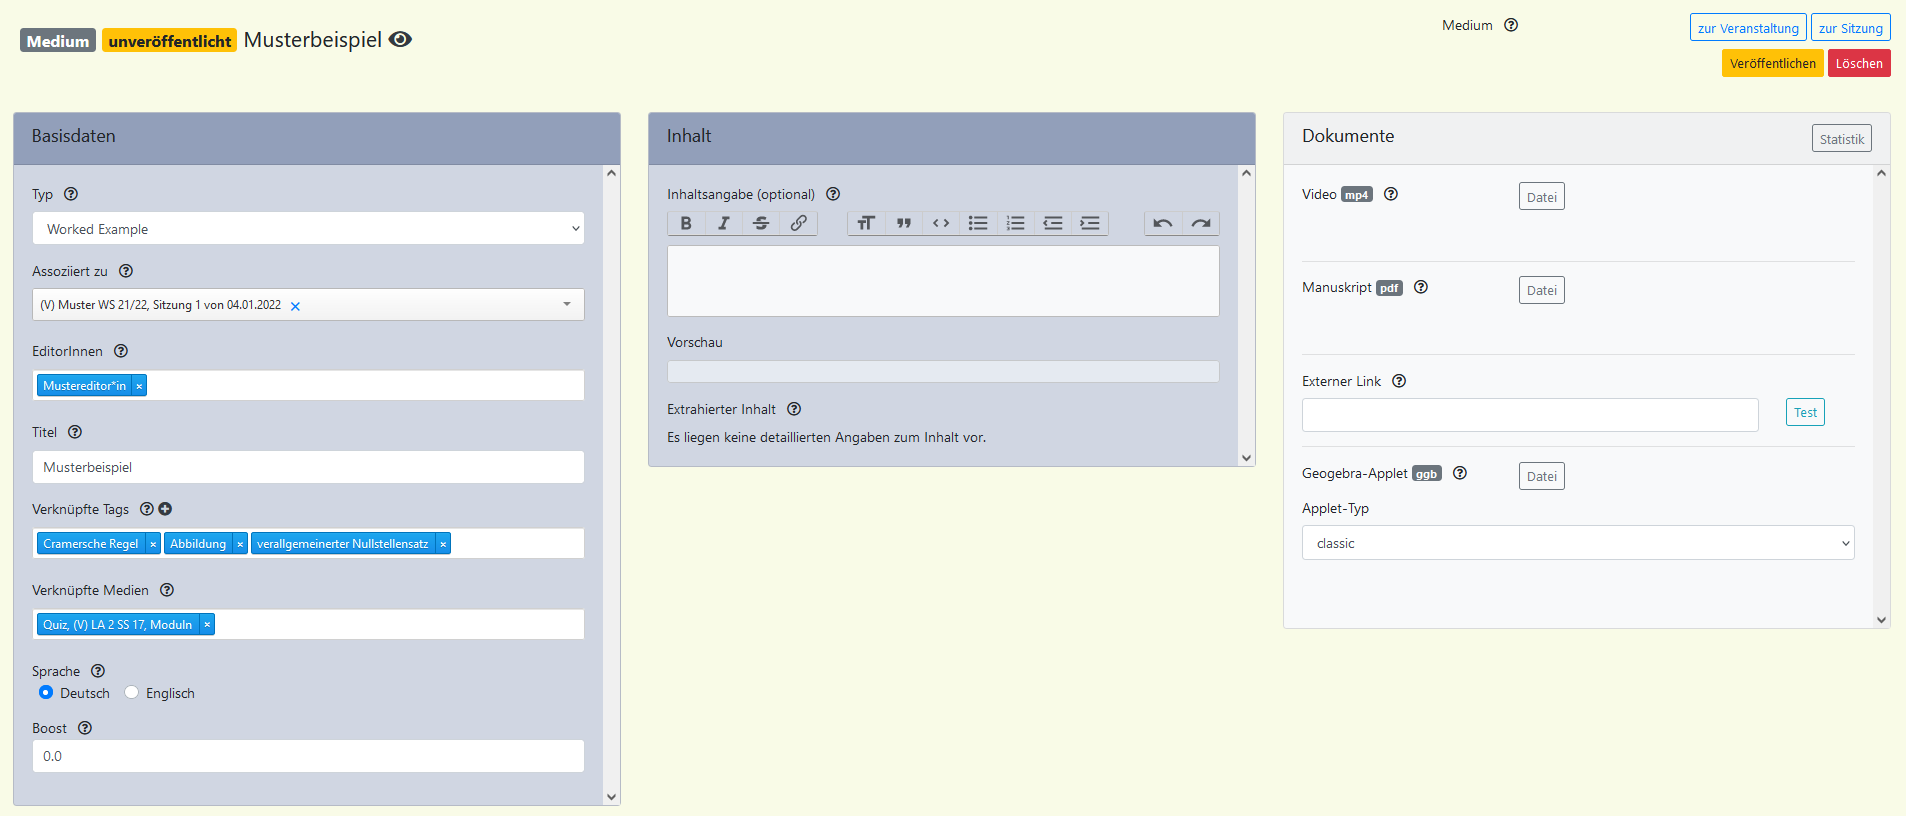 Medium unveröffentlicht Musterbeispiel
Medium
zur Veranstaltung zur Sitzung
Veröffentlichen Löschen
Basisdaten
Typ
Worked Example
Assoziiert zu
(V) Muster WS 21/22, Sitzung 1 von 04.01.2022 ×
EditorInnen
Mustereditor*in ×
Titel
Musterbeispiel
Verknüpfte Tags
Cramersche Regel × Abbildung × verallgemeinerter Nullstellensatz ×
Verknüpfte Medien
Quiz, (V) LA 2 SS 17, Moduln ×
Sprache
Deutsch Englisch
Boost
0.0
Inhalt
Inhaltsangabe (optional)
Vorschau
Extrahierter Inhalt
Es liegen keine detaillierten Angaben zum Inhalt vor.
Dokumente Statistik
Video mp4 Datei
Manuskript pdf Datei
Externer Link
Test
Geogebra-Applet ggb Datei
Applet-Typ
classic